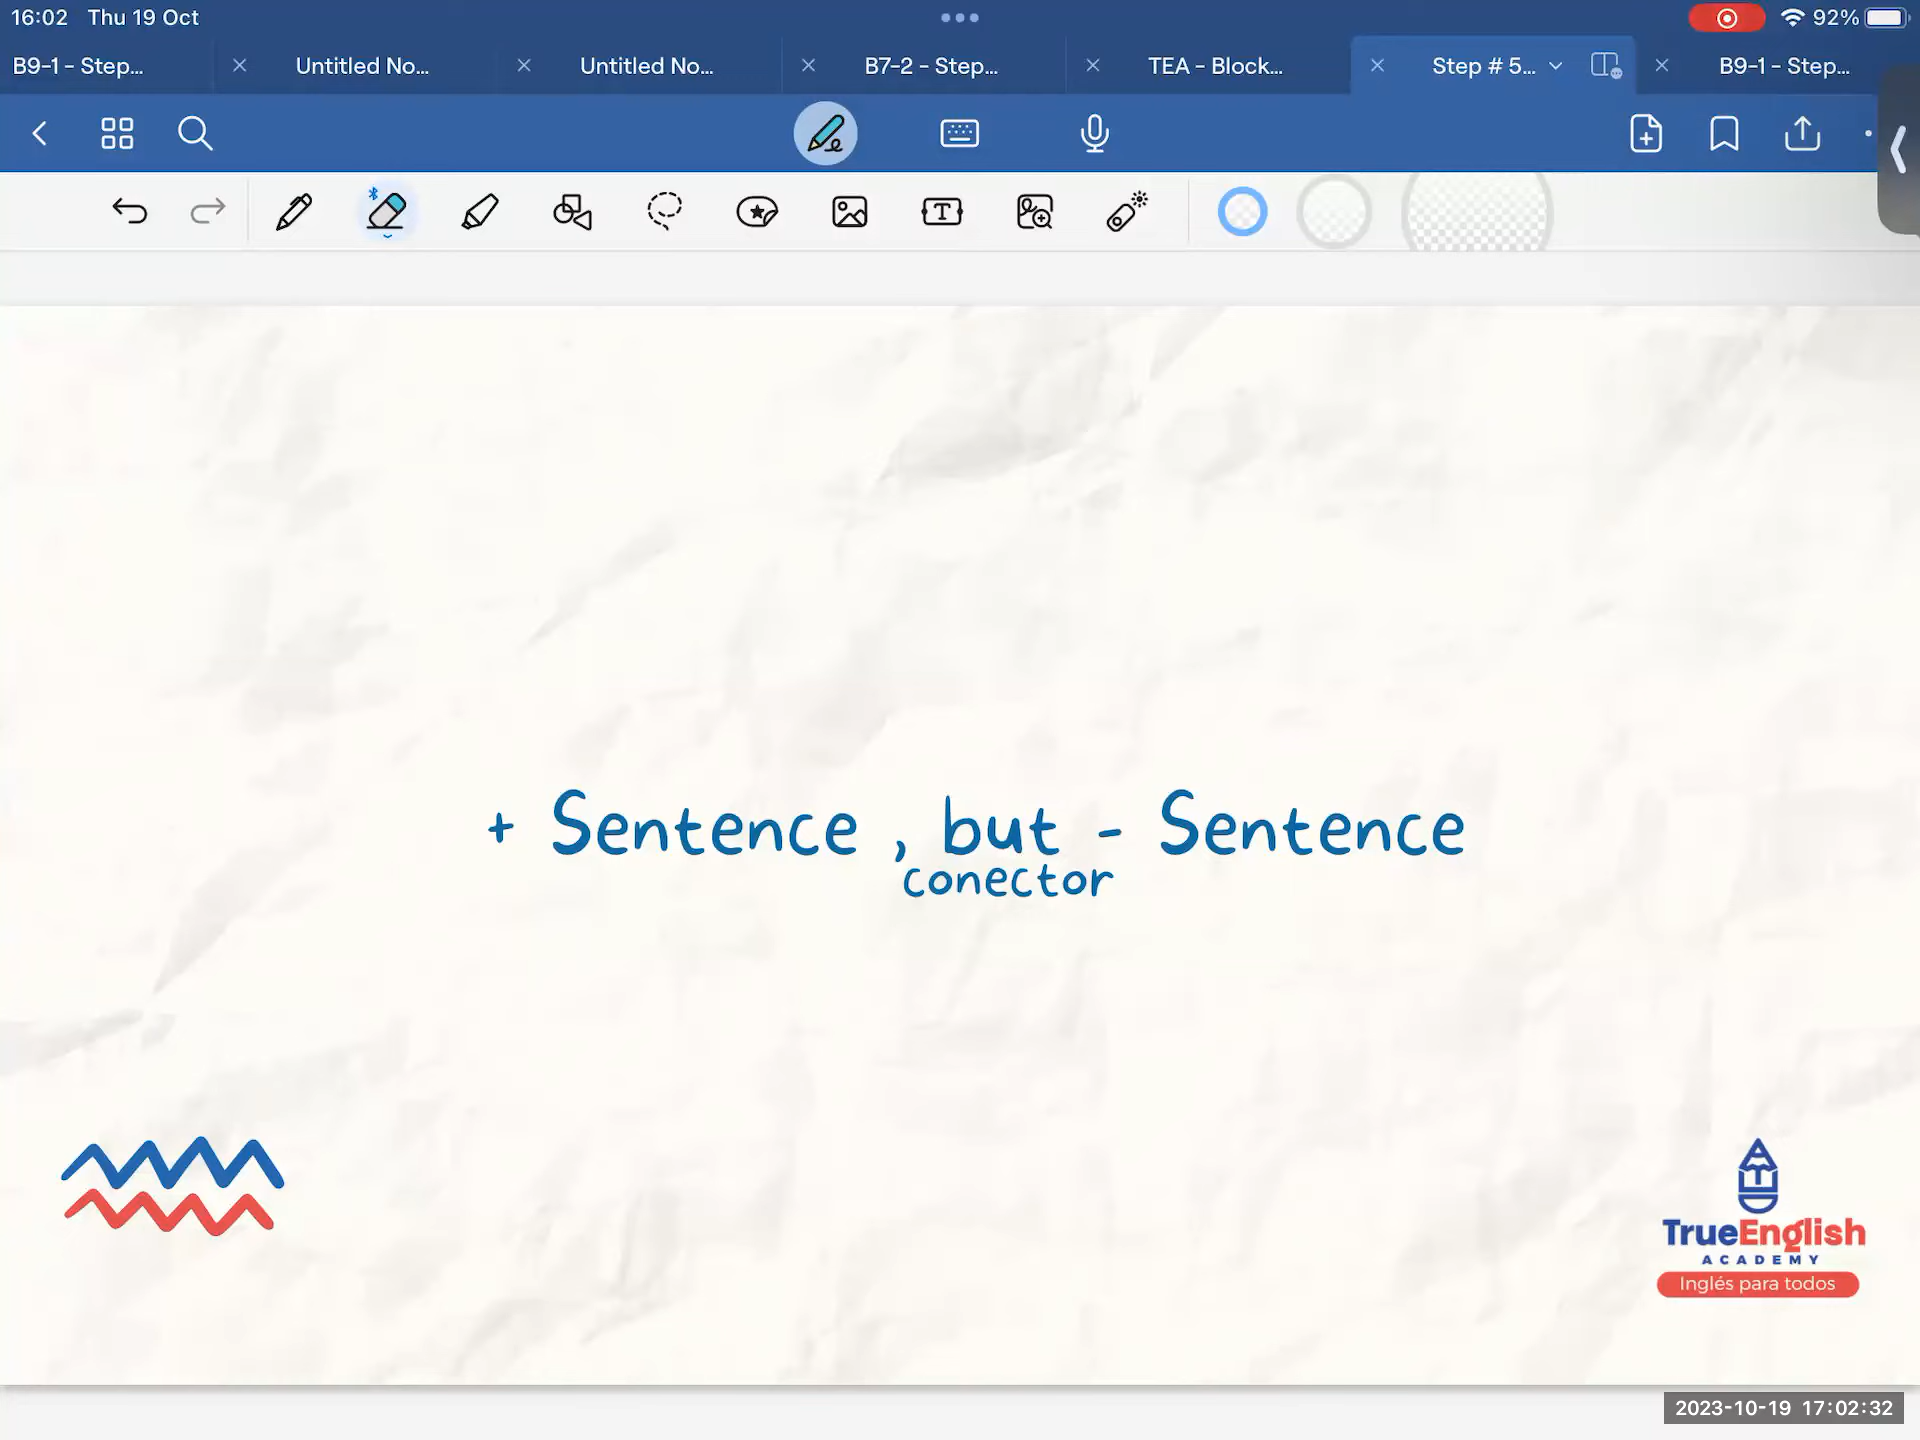 16:02 Thu 19 Oct
92%
B9-1 - Step...
Untitled No...
Untitled No...
B7-2 - Step...
TEA - Block...
Step # 5...
B9-1 - Step...
+ Sentence , but - Sentence
conector
TrueEnglish
ACADEMY
Inglés para todos
2023-10-19 17:02:32